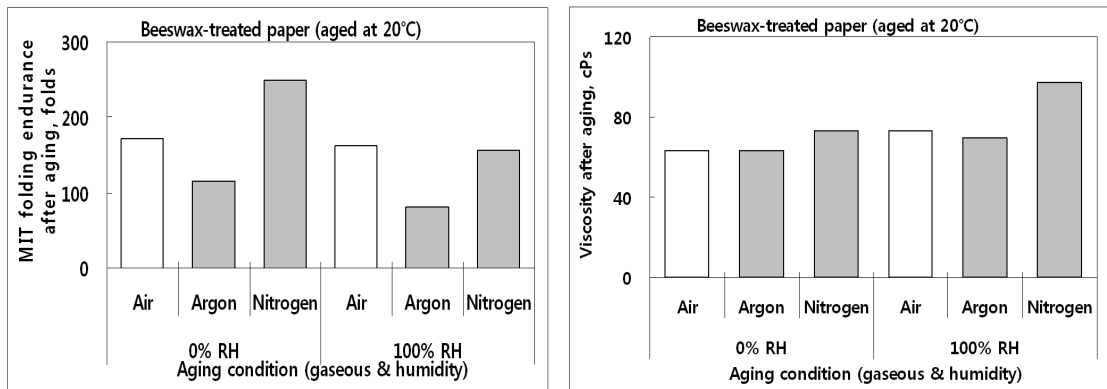 Beeswax-treated paper (aged at 20℃)
MIT folding endurance
after aging, folds
300
200
100
0
Air Argon Nitrogen Air Argon Nitrogen
0% RH 100% RH
Aging condition (gaseous & humidity)
Beeswax-treated paper (aged at 20℃)
Viscosity after aging, cPs
120
80
40
0
Air Argon Nitrogen Air Argon Nitrogen
0% RH 100% RH
Aging condition (gaseous & humidity)